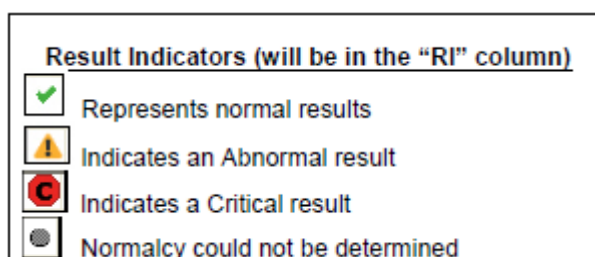 Result Indicators (will be in the “RI” column)
Represents normal results
Indicates an Abnormal result
C Indicates a Critical result
Normalcy could not be determined